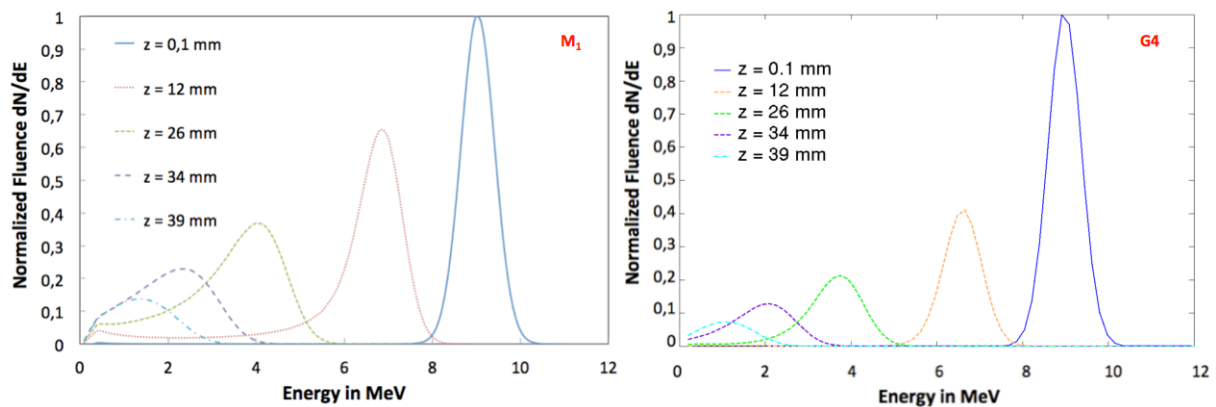 M1
Normalized Fluence dN/dE
1
0,9
0,8
0,7
0,6
0,5
0,4
0,3
0,2
0,1
0
z = 0,1 mm
z = 12 mm
z = 26 mm
z = 34 mm
z = 39 mm
0 2 4 6 8 10 12
Energy in MeV
G4
Normalized Fluence dN/dE
1
0,9
0,8
0,7
0,6
0,5
0,4
0,3
0,2
0,1
0
z = 0.1 mm
z = 12 mm
z = 26 mm
z = 34 mm
z = 39 mm
0 2 4 6 8 10 12
Energy in MeV